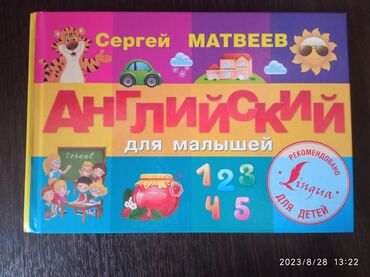 Сергей МАТВЕЕВ
АНГЛИЙСКИЙ
для малышей
School
РЕКОМЕНДОВАНО
Lingua
ДЛЯ ДЕТЕЙ
1 2 3
4 5
2023/8/28 13:22